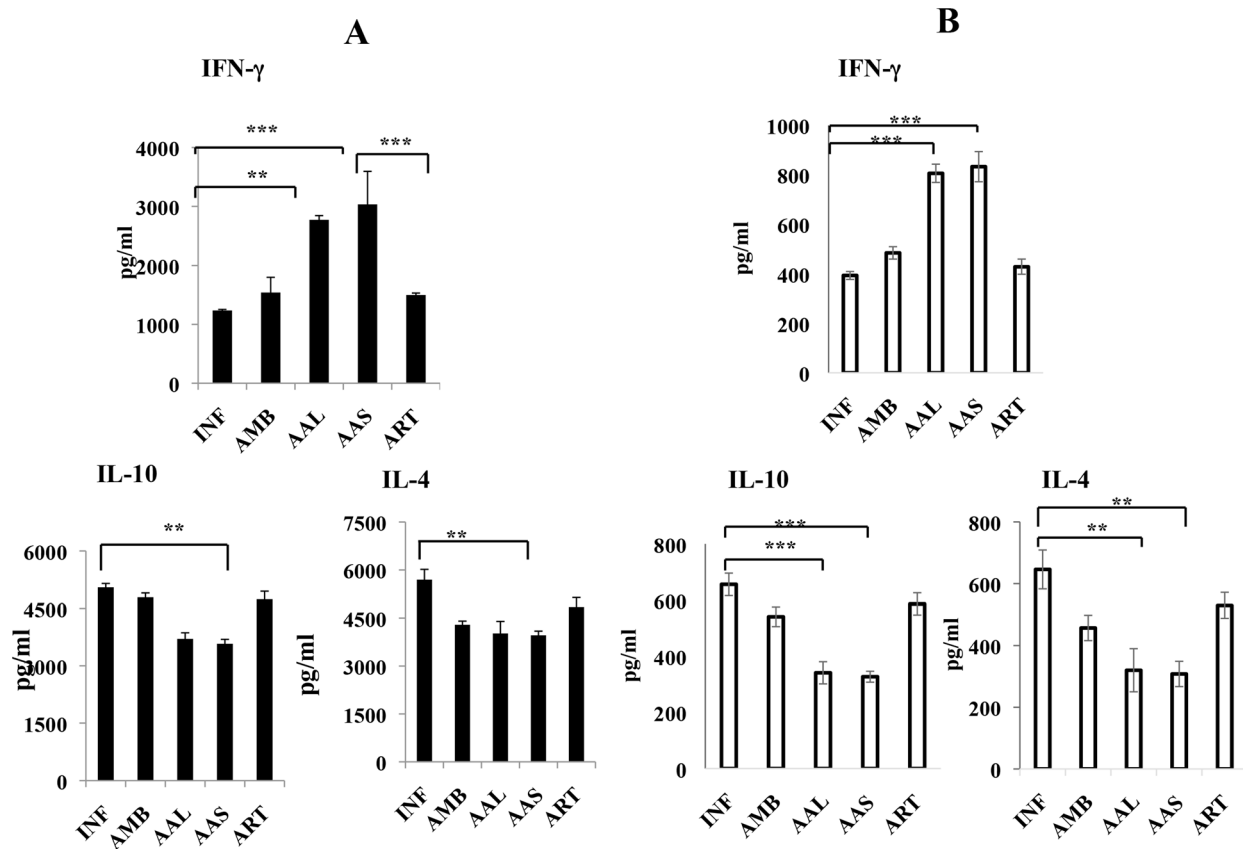 A
IFN-γ
***
***
**
4000
3000
2000
1000
0
pg/ml
INF
AMB
AAL
AAS
ART
B
IFN-γ
***
***
1000
800
600
400
200
0
pg/ml
INF
AMB
AAL
AAS
ART
IL-10
**
6000
4500
3000
1500
0
pg/ml
INF
AMB
AAL
AAS
ART
IL-4
**
7500
6000
4500
3000
1500
0
pg/ml
INF
AMB
AAL
AAS
ART
IL-10
***
***
800
600
400
200
0
pg/ml
INF
AMB
AAL
AAS
ART
IL-4
**
**
800
600
400
200
0
pg/ml
INF
AMB
AAL
AAS
ART